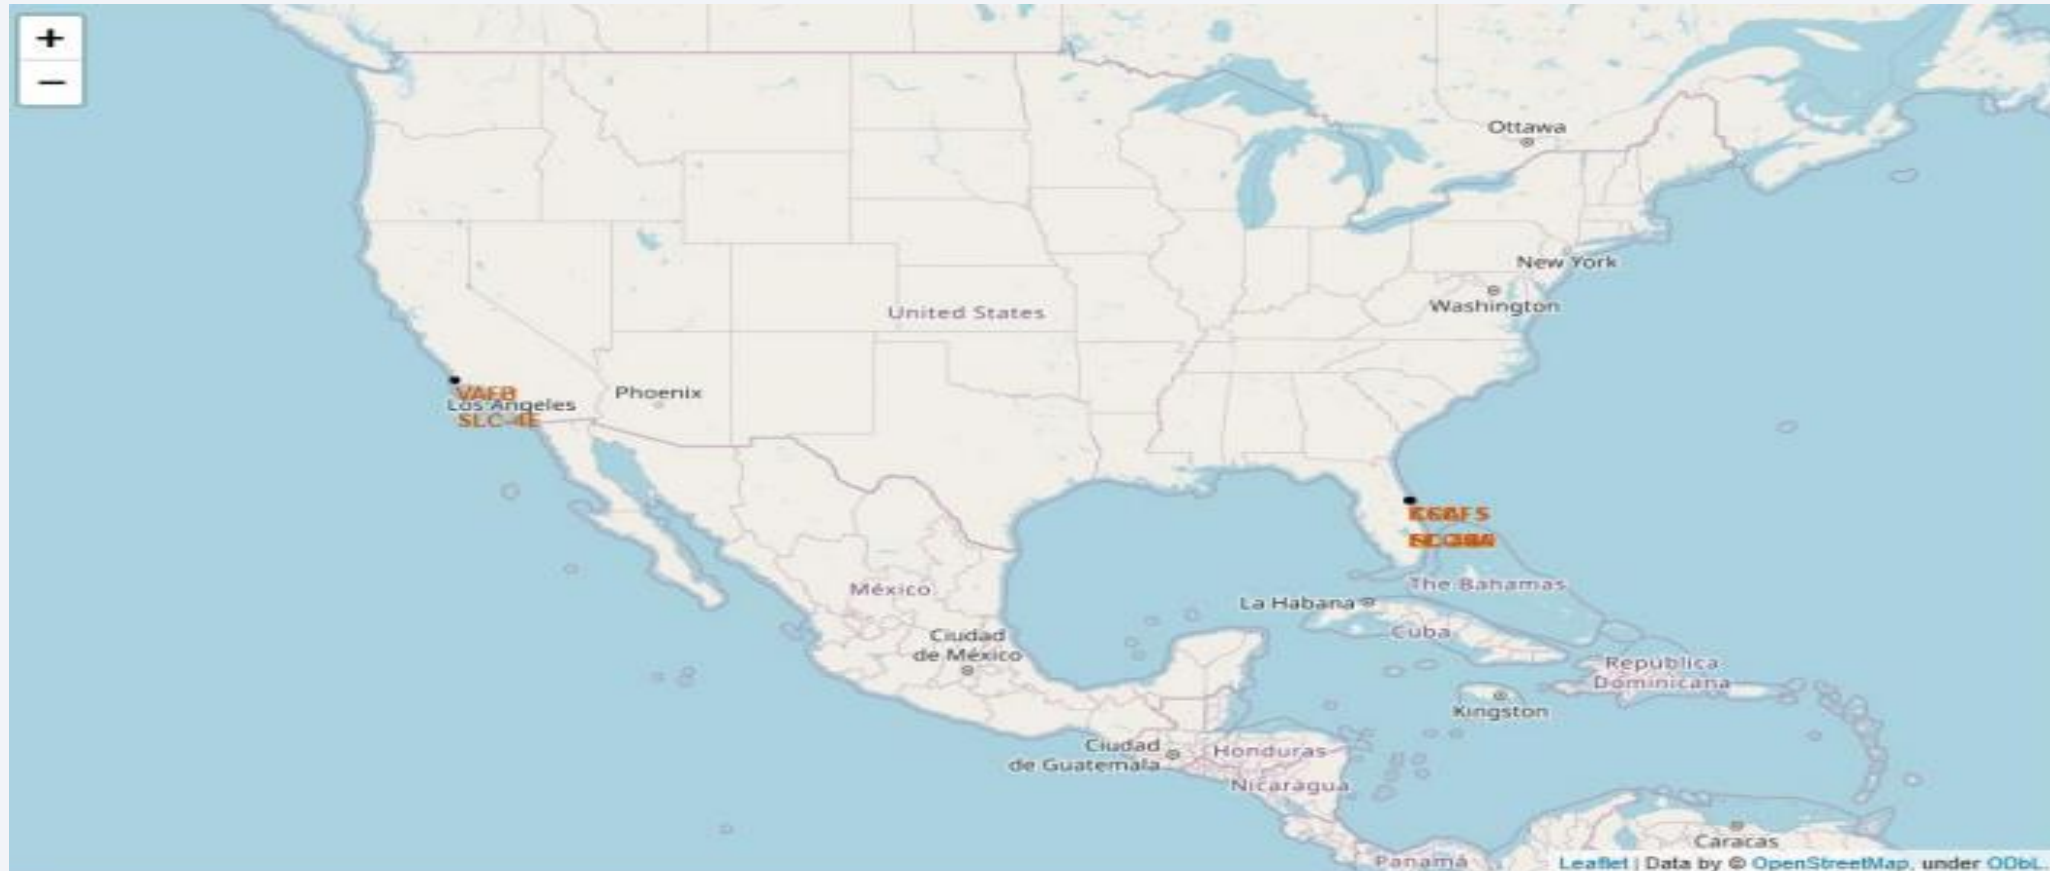 +
−
Ottawa
New York
Washington
United States
Phoenix
VAFB
Los Angeles
SLC-4E
The Bahamas
La Habana
México
Cuba
Ciudad
de México
República
Dominicana
Kingston
Ciudad
de Guatemala
Honduras
Nicaragua
Caracas
Panamá
Leaflet | Data by © OpenStreetMap, under ODbL.